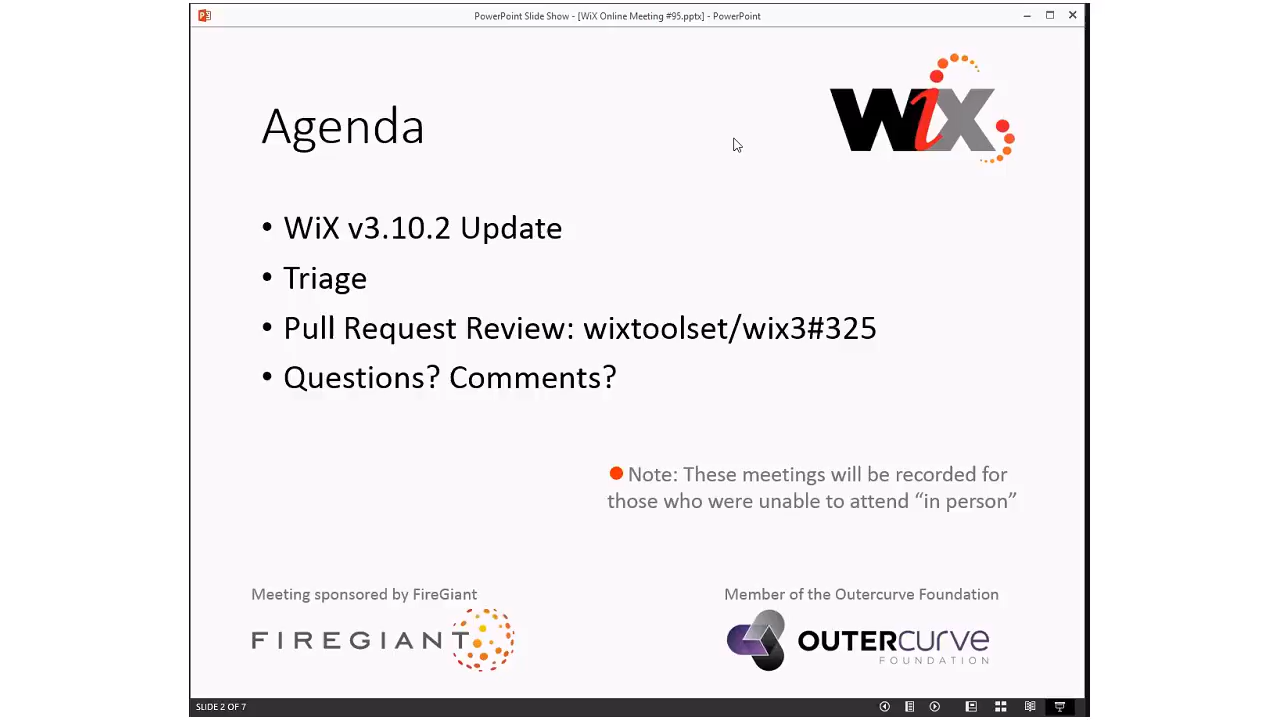 PowerPoint Slide Show - [WiX Online Meeting #95.pptx] - PowerPoint
WiX
Agenda
• WiX v3.10.2 Update
• Triage
• Pull Request Review: wixtoolset/wix3#325
• Questions? Comments?
Note: These meetings will be recorded for
those who were unable to attend “in person”
Meeting sponsored by FireGiant
FIREGIANT
Member of the Outercurve Foundation
OUTERCURVE
FOUNDATION
SLIDE 2 OF 7